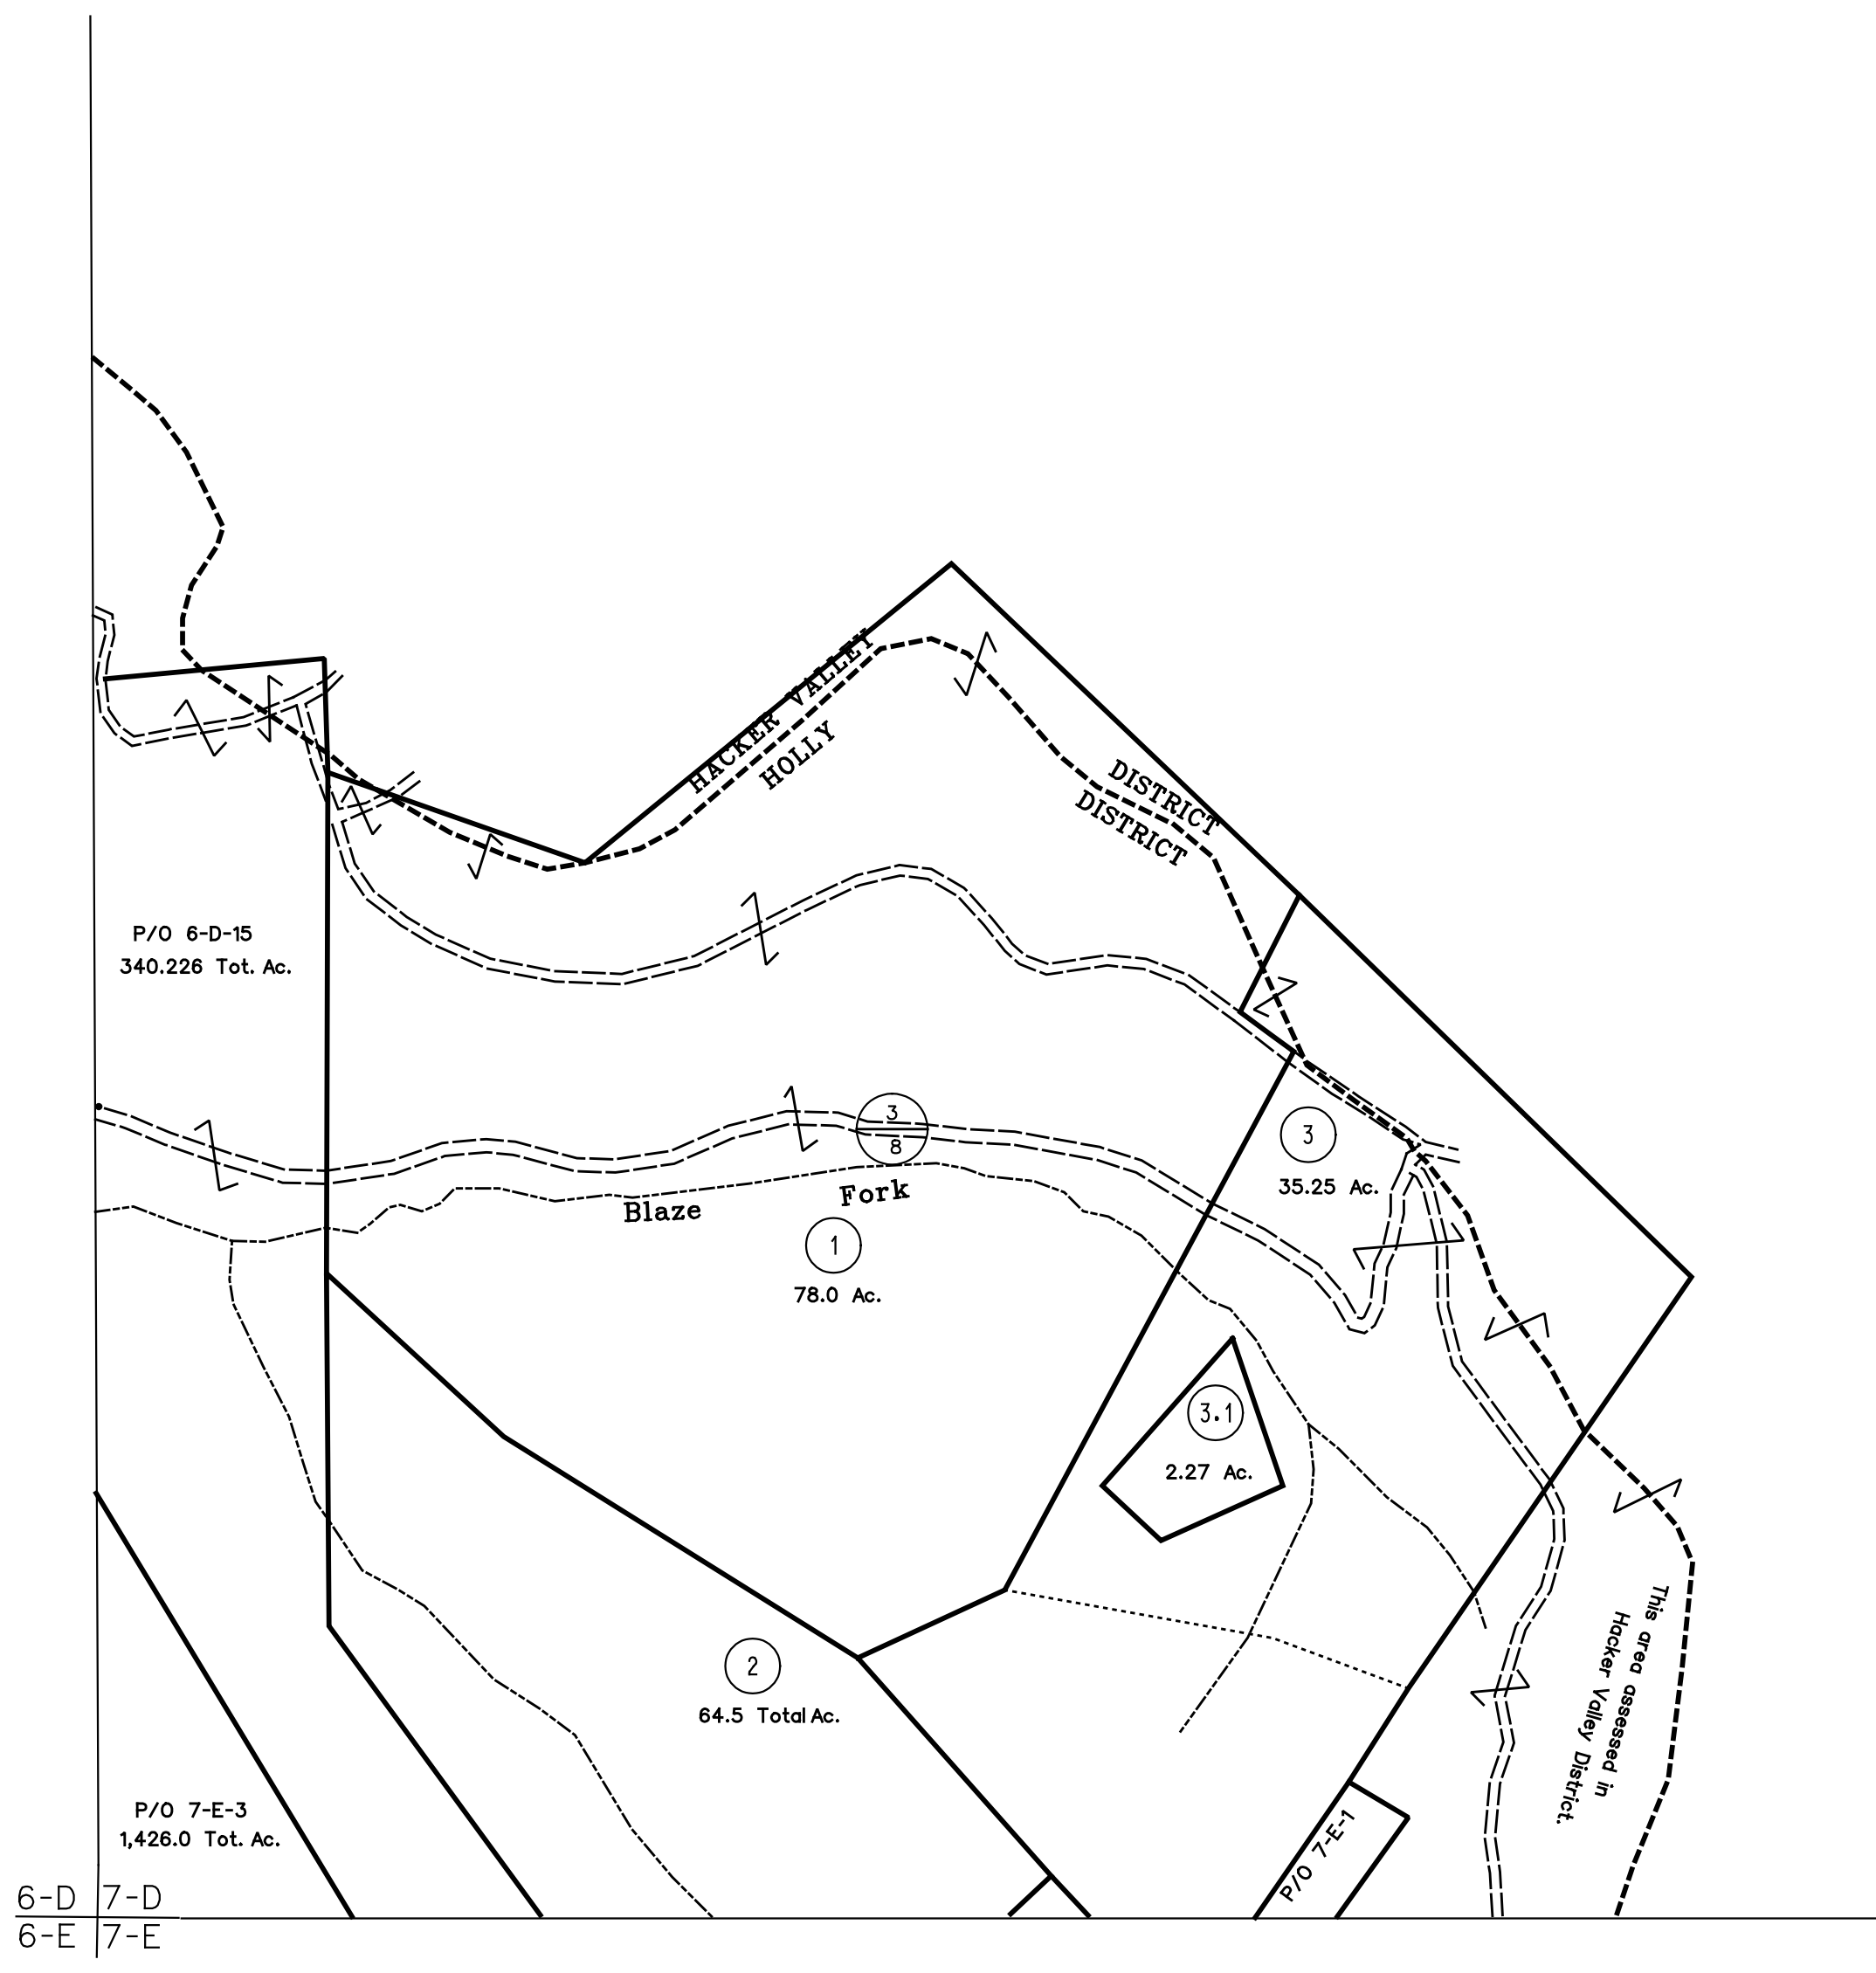 HACKER VALLEY
HOLLY
DISTRICT
DISTRICT
P/O 6-D-15
340.226 Tot. Ac.
3
8
3
35.25 Ac.
Blaze Fork
1
78.0 Ac.
3.1
2.27 Ac.
2
64.5 Total Ac.
This area assessed in
Hacker Valley District.
P/O 7-E-3
1,426.0 Tot. Ac.
P/O 7-E-1
6-D 7-D
6-E 7-E